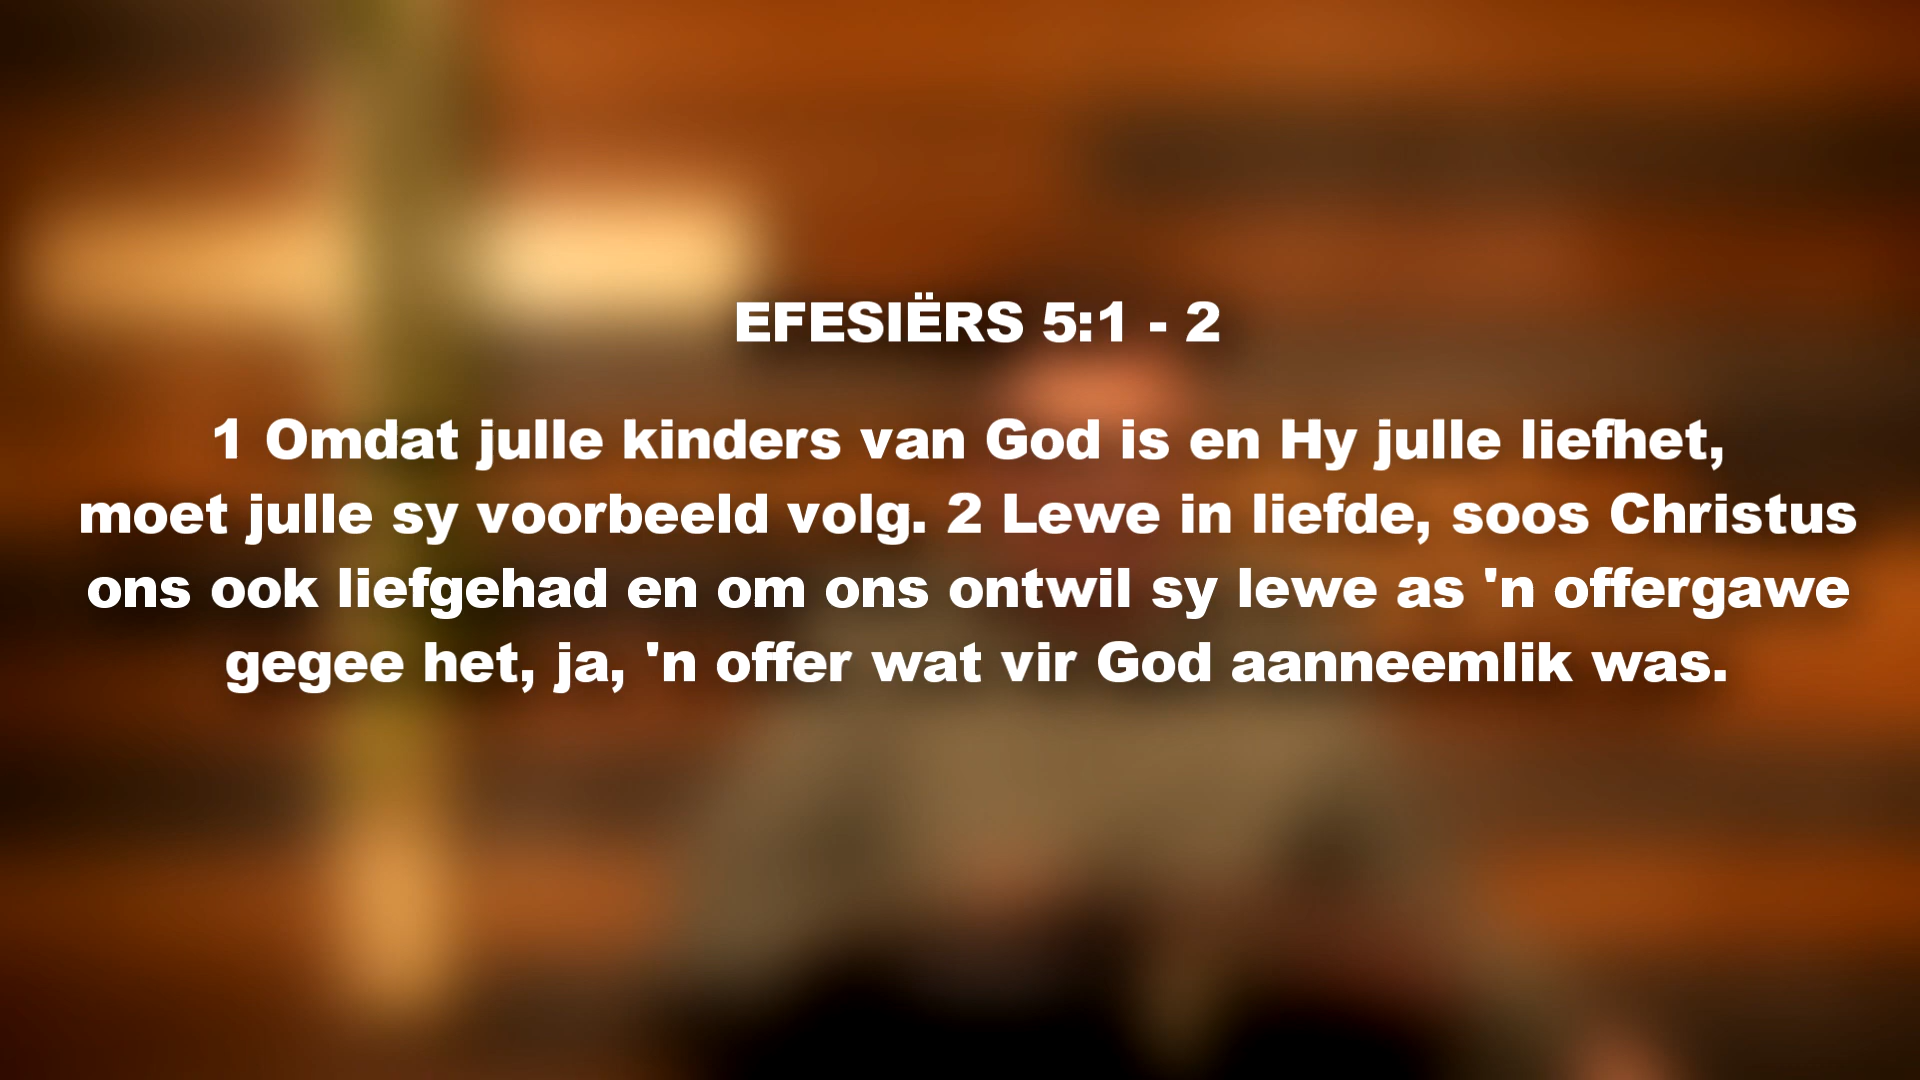 EFESIËRS 5:1 - 2
1 Omdat julle kinders van God is en Hy julle liefhet,
moet julle sy voorbeeld volg. 2 Lewe in liefde, soos Christus
ons ook liefgehad en om ons ontwil sy lewe as 'n offergawe
gegee het, ja, 'n offer wat vir God aanneemlik was.